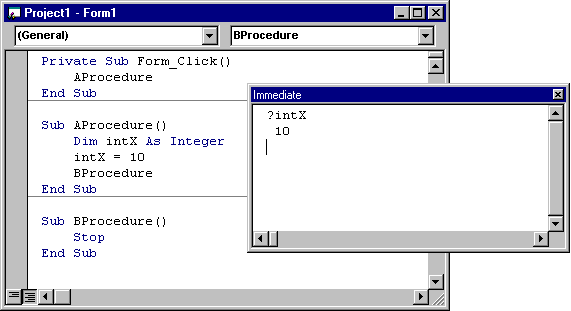 Project1 - Form1
(General)
BProcedure
Private Sub Form_Click()
    AProcedure
End Sub
Sub AProcedure()
    Dim intX As Integer
    intX = 10
    BProcedure
End Sub
Sub BProcedure()
    Stop
End Sub
Immediate
?intX
 10